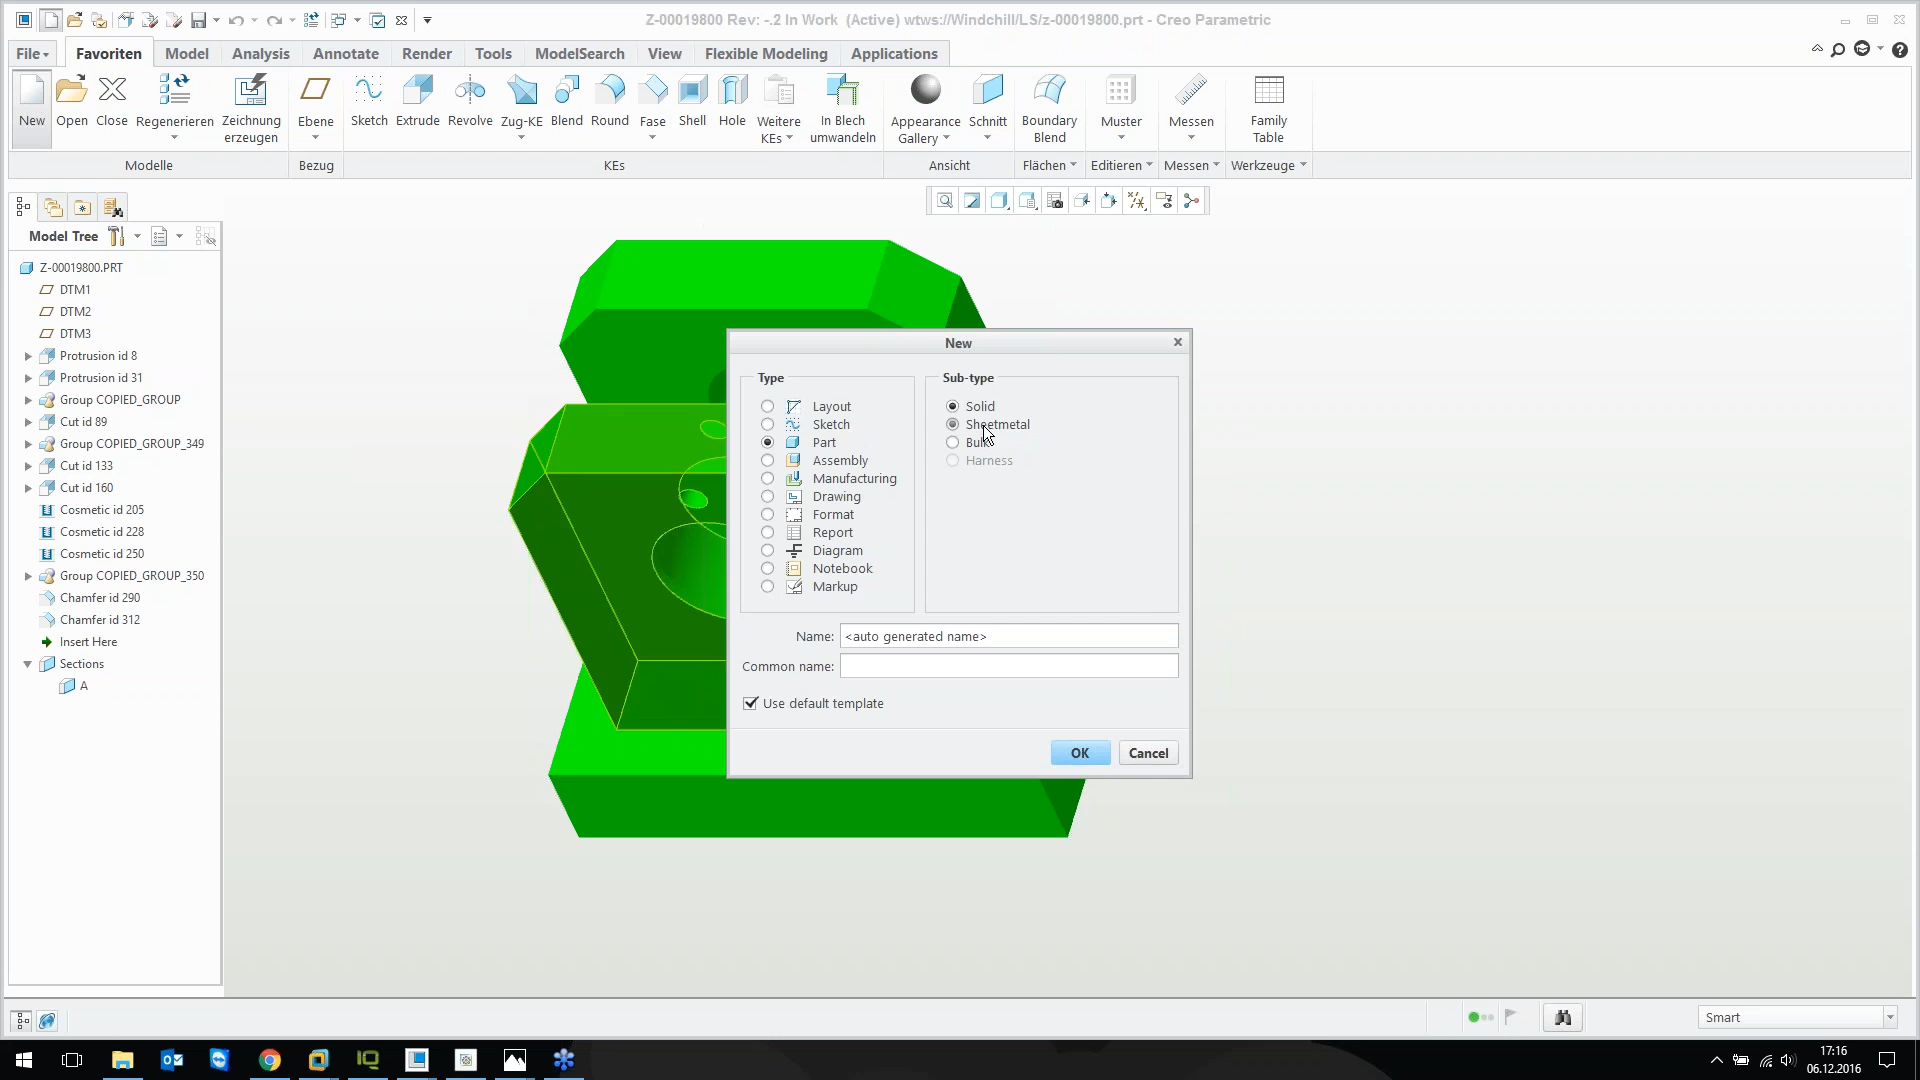 Z-00019800 Rev: -.2 In Work (Active) wtws://Windchill/LS/z-00019800.prt - Creo Parametric
File Favoriten Model Analysis Annotate Render Tools ModelSearch View Flexible Modeling Applications
New Open Close Regenerieren Zeichnung erzeugen Ebene Sketch Extrude Revolve Zug-KE Blend Round Fase Shell Hole Weitere KEs In Blech umwandeln Appearance Gallery Schnitt Boundary Blend Muster Messen Family Table
Modelle Bezug KEs Ansicht Flächen Editieren Messen Werkzeuge
Model Tree
Z-00019800.PRT
DTM1
DTM2
DTM3
Protrusion id 8
Protrusion id 31
Group COPIED_GROUP
Cut id 89
Group COPIED_GROUP_349
Cut id 133
Cut id 160
Cosmetic id 205
Cosmetic id 228
Cosmetic id 250
Group COPIED_GROUP_350
Chamfer id 290
Chamfer id 312
Insert Here
Sections
A
New
Type
Layout
Sketch
Part
Assembly
Manufacturing
Drawing
Format
Report
Diagram
Notebook
Markup
Sub-type
Solid
Sheetmetal
Harness
Name: <auto generated name>
Common name:
Use default template
OK Cancel
Smart
17:16
06.12.2016